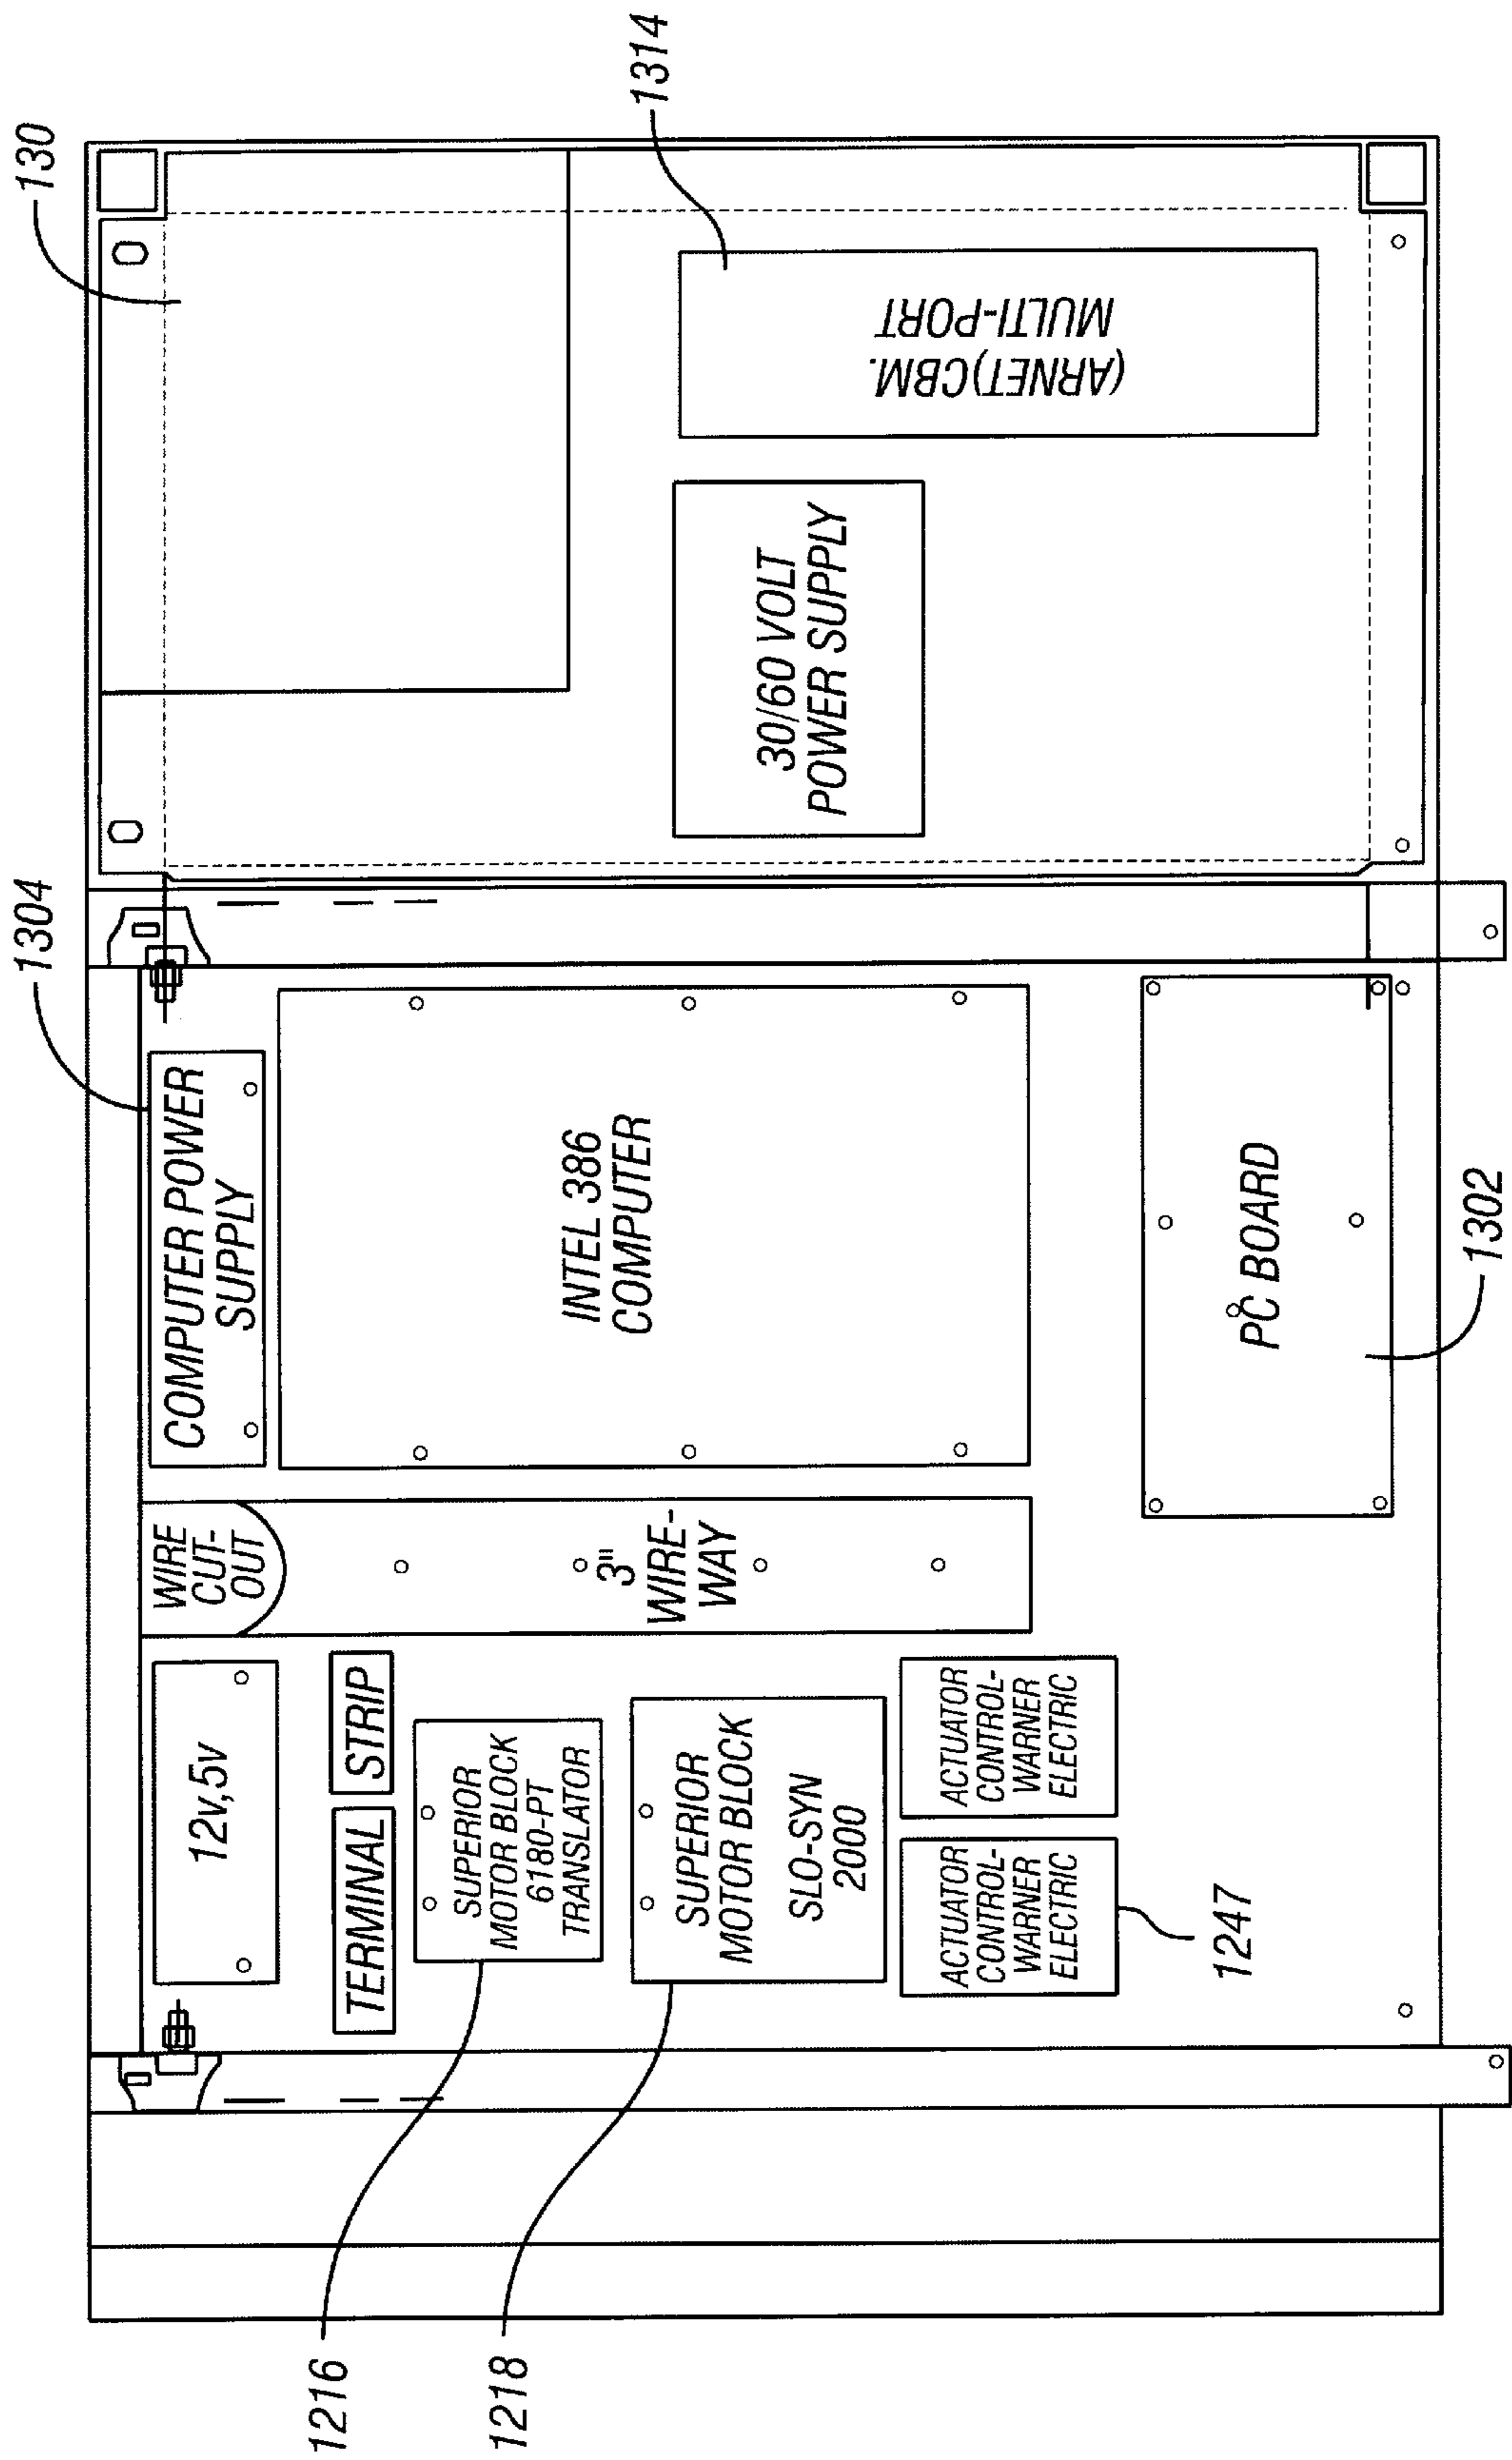 130
1314
1304
(ARNET)CBM.
MULTI-PORT
30/60 VOLT
POWER SUPPLY
COMPUTER POWER
SUPPLY
INTEL 386
COMPUTER
PC BOARD
1302
WIRE
CUT-
OUT
3"
WIRE-
WAY
12v,5v
TERMINAL STRIP
SUPERIOR
MOTOR BLOCK
6180-PT
TRANSLATOR
SUPERIOR
MOTOR BLOCK
SLO-SYN
2000
ACTUATOR
CONTROL-
WARNER
ELECTRIC
ACTUATOR
CONTROL-
WARNER
ELECTRIC
1247
1216
1218